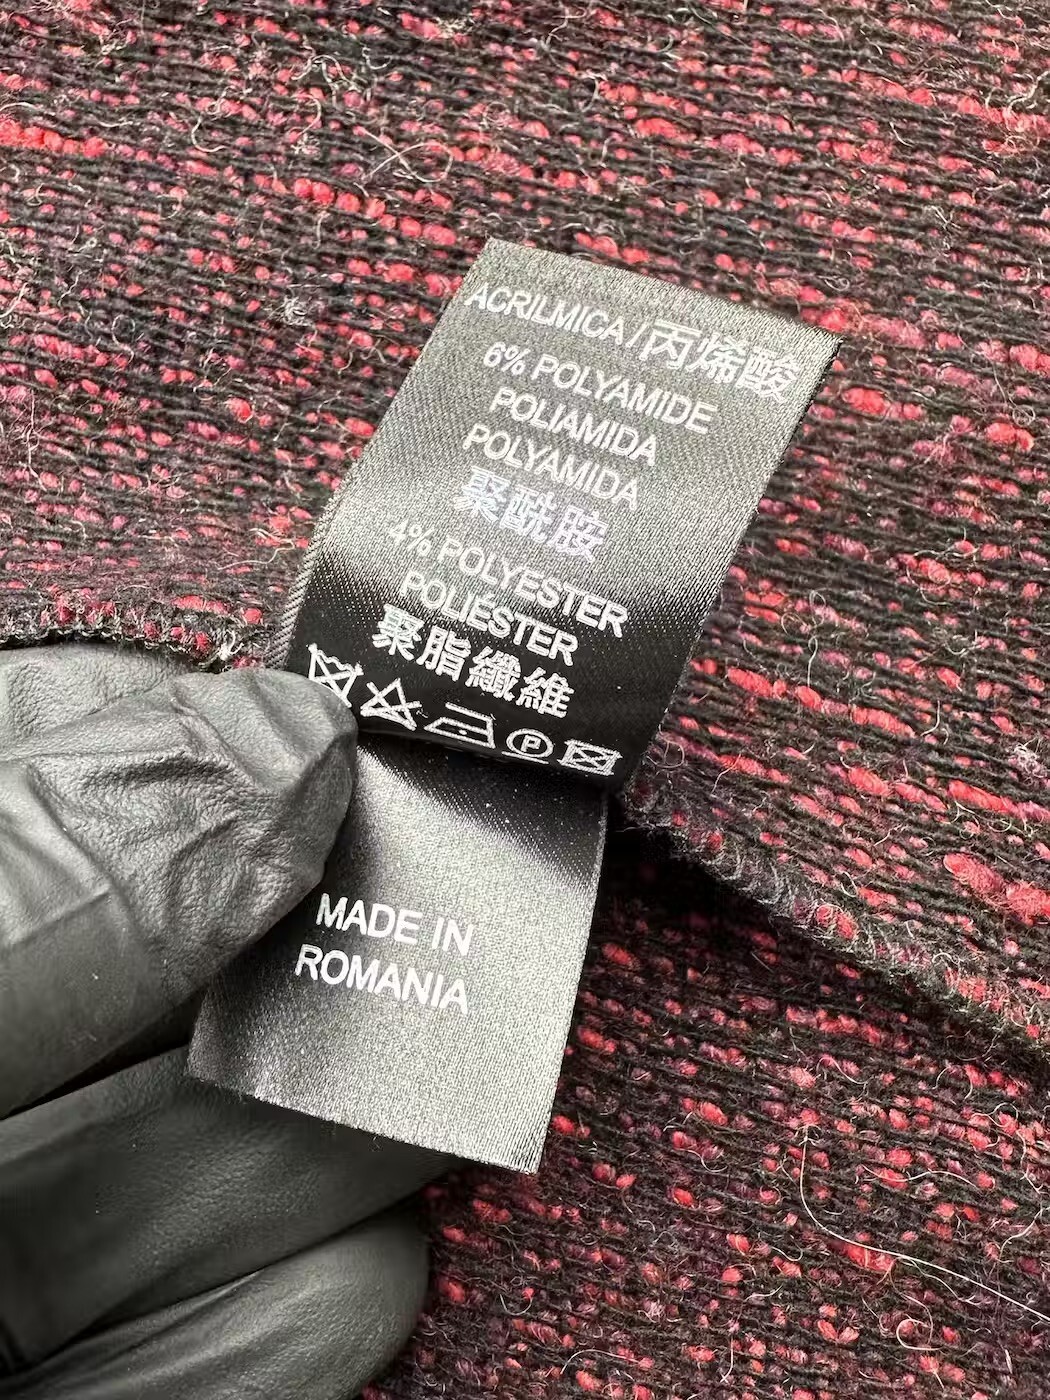 ACRILMICA/丙烯酸
6% POLYAMIDE
POLIAMIDA
POLYAMIDA
聚酰胺
4% POLYESTER
POLIÉSTER
聚脂纖維
P
MADE IN
ROMANIA